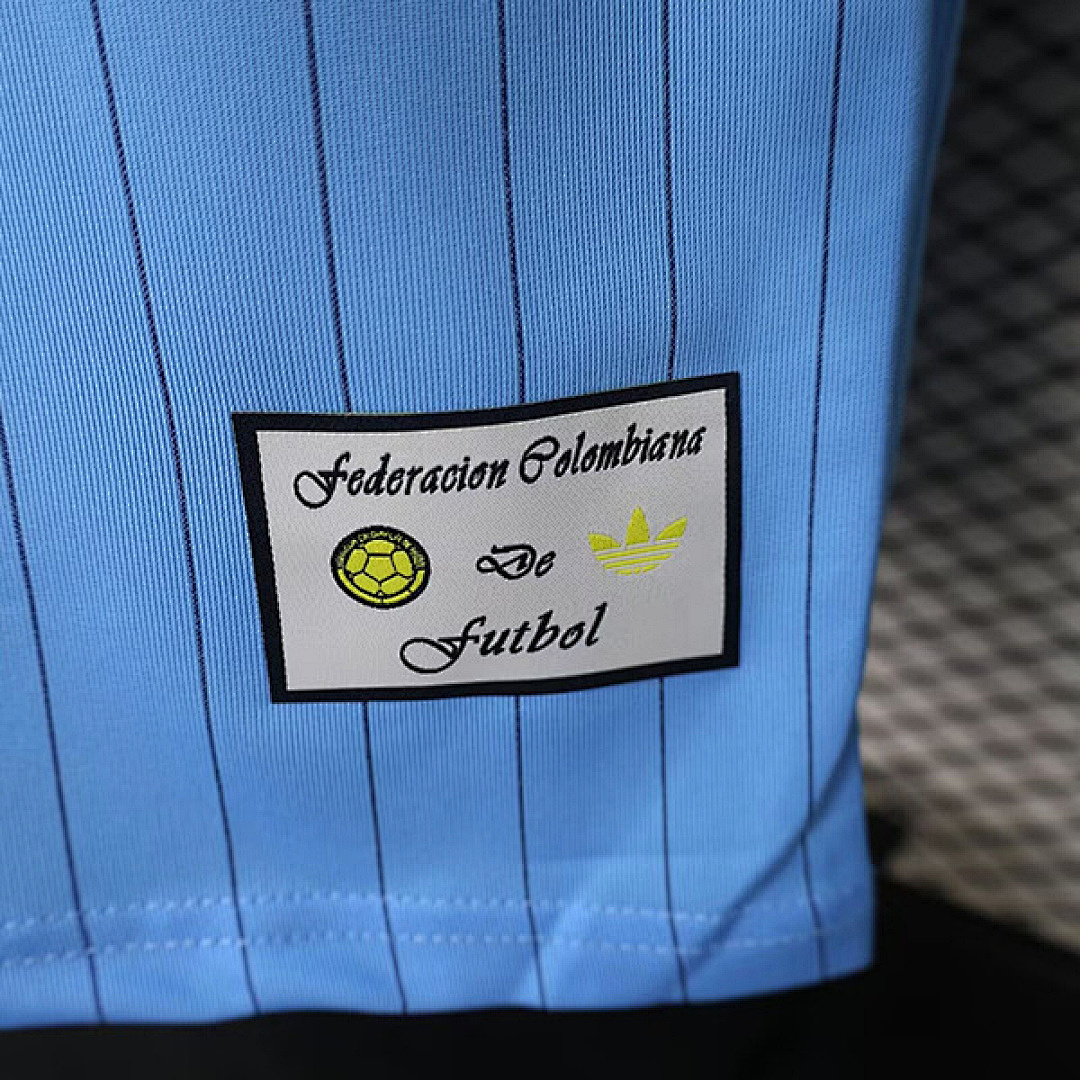 Federacion Colombiana
De
Futbol